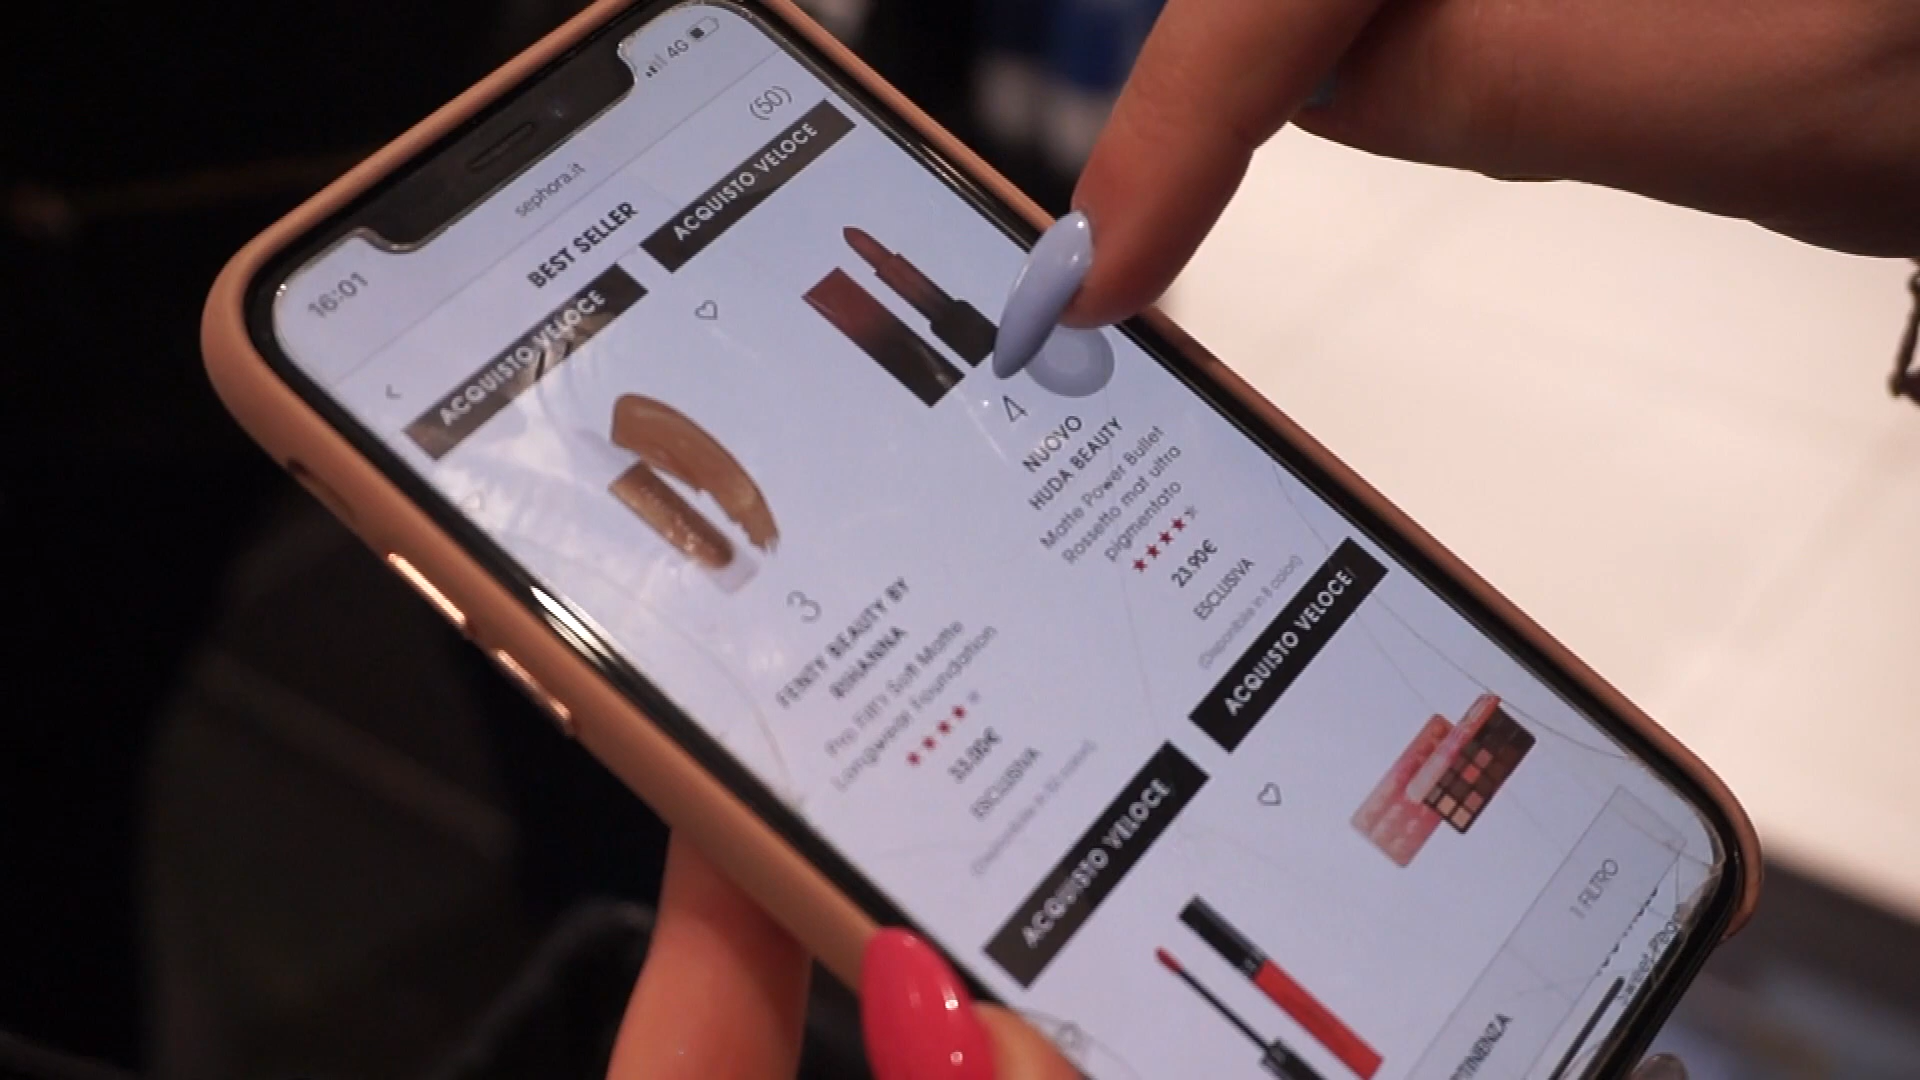 16:01
4G
sephora.it
BEST SELLER
(50)
ACQUISTO VELOCE
ACQUISTO VELOCE
3
FENTY BEAUTY BY
RIHANNA
Pro Filt'r Soft Matte
Longwear Foundation
33.00€
ESCLUSIVA
4
NUOVO
HUDA BEAUTY
Matte Power Bullet
Rossetto mat ultra
pigmentato
23.90€
ESCLUSIVA
(Disponibile in 8 colori)
ACQUISTO VELOCE
ACQUISTO VELOCE
1 FILTRO